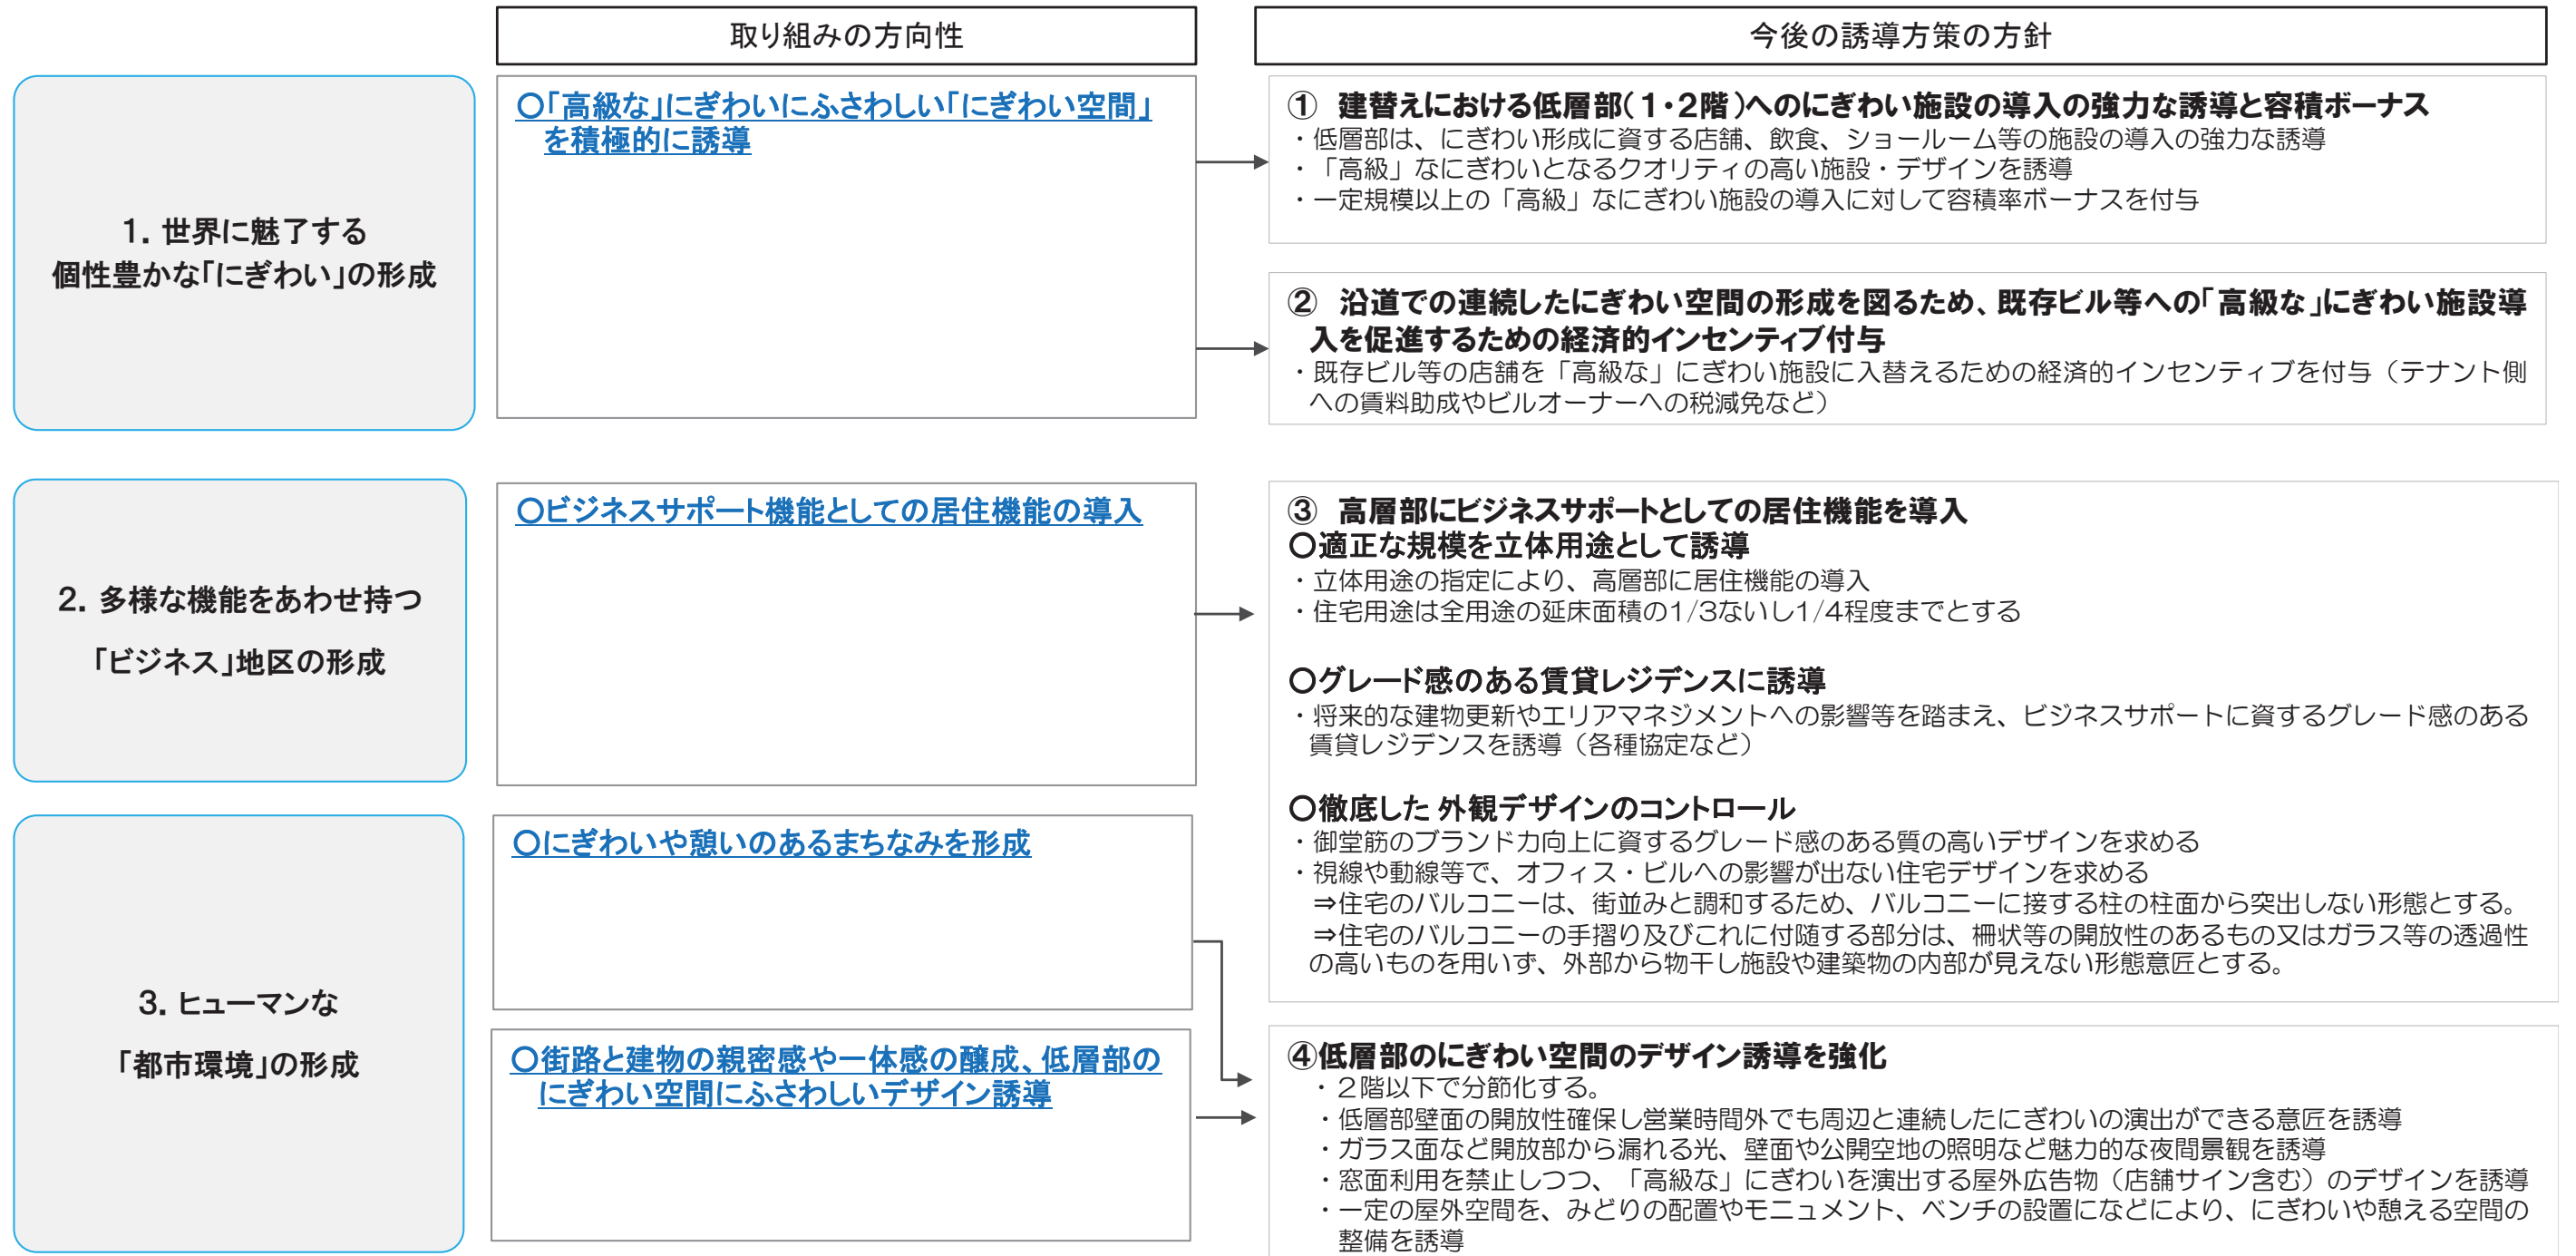 取り組みの方向性
今後の誘導方策の方針
1. 世界に魅了する
個性豊かな「にぎわい」の形成
〇「高級な」にぎわいにふさわしい「にぎわい空間」
を積極的に誘導
① 建替えにおける低層部(1・2階)へのにぎわい施設の導入の強力な誘導と容積ボーナス
・低層部は、にぎわい形成に資する店舗、飲食、ショールーム等の施設の導入の強力な誘導
・「高級」なにぎわいとなるクオリティの高い施設・デザインを誘導
・一定規模以上の「高級」なにぎわい施設の導入に対して容積率ボーナスを付与
② 沿道での連続したにぎわい空間の形成を図るため、既存ビル等への「高級な」にぎわい施設導
入を促進するための経済的インセンティブ付与
・既存ビル等の店舗を「高級な」にぎわい施設に入替えるための経済的インセンティブを付与（テナント側
への賃料助成やビルオーナーへの税減免など）
2. 多様な機能をあわせ持つ
「ビジネス」地区の形成
〇ビジネスサポート機能としての居住機能の導入
③ 高層部にビジネスサポートとしての居住機能を導入
〇適正な規模を立体用途として誘導
・立体用途の指定により、高層部に居住機能の導入
・住宅用途は全用途の延床面積の1/3ないし1/4程度までとする
〇グレード感のある賃貸レジデンスに誘導
・将来的な建物更新やエリアマネジメントへの影響等を踏まえ、ビジネスサポートに資するグレード感のある
賃貸レジデンスを誘導（各種協定など）
〇徹底した 外観デザインのコントロール
・御堂筋のブランド力向上に資するグレード感のある質の高いデザインを求める
・視線や動線等で、オフィス・ビルへの影響が出ない住宅デザインを求める
⇒住宅のバルコニーは、街並みと調和するため、バルコニーに接する柱の柱面から突出しない形態とする。
⇒住宅のバルコニーの手摺り及びこれに付随する部分は、柵状等の開放性のあるもの又はガラス等の透過性
の高いものを用いず、外部から物干し施設や建築物の内部が見えない形態意匠とする。
3. ヒューマンな
「都市環境」の形成
〇にぎわいや憩いのあるまちなみを形成
〇街路と建物の親密感や一体感の醸成、低層部の
にぎわい空間にふさわしいデザイン誘導
④低層部のにぎわい空間のデザイン誘導を強化
・２階以下で分節化する。
・低層部壁面の開放性確保し営業時間外でも周辺と連続したにぎわいの演出ができる意匠を誘導
・ガラス面など開放部から漏れる光、壁面や公開空地の照明など魅力的な夜間景観を誘導
・窓面利用を禁止しつつ、「高級な」にぎわいを演出する屋外広告物（店舗サイン含む）のデザインを誘導
・一定の屋外空間を、みどりの配置やモニュメント、ベンチの設置になどにより、にぎわいや憩える空間の
整備を誘導